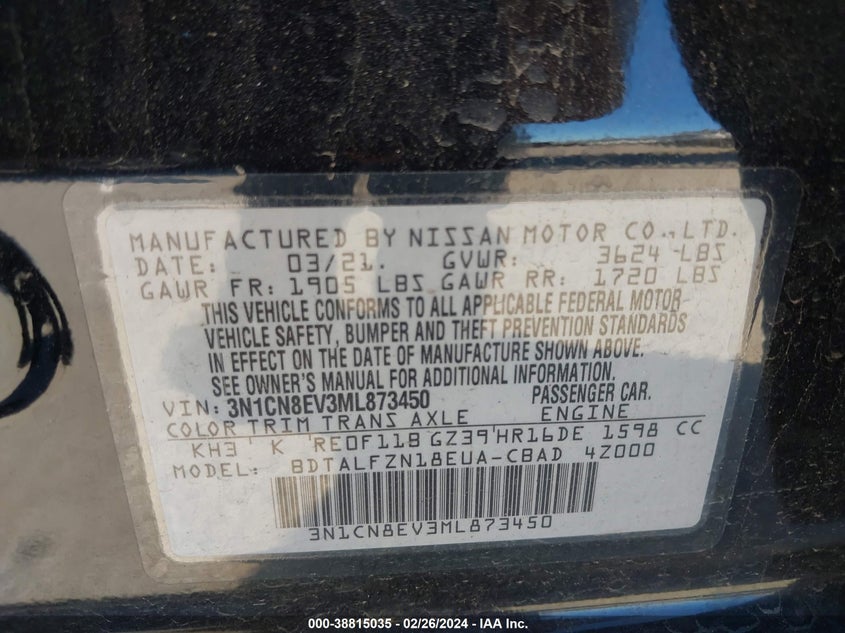 MANUFACTURED BY NISSAN MOTOR CO.,LTD.
DATE: 03/21. GVWR: 3624 LBS
GAWR FR: 1905 LBS GAWR RR: 1720 LBS
THIS VEHICLE CONFORMS TO ALL APPLICABLE FEDERAL MOTOR
VEHICLE SAFETY, BUMPER AND THEFT PREVENTION STANDARDS
IN EFFECT ON THE DATE OF MANUFACTURE SHOWN ABOVE.
SEE OWNER'S MANUAL FOR ADDITIONAL INFORMATION.
VIN: 3N1CN8EV3ML873450 PASSENGER CAR.
COLOR TRIM TRANS AXLE ENGINE
KH3 K RE0F11B GZ39 HR16DE 1598 CC
MODEL: BDTALFZN18EUA-CBAD 4Z000
3N1CN8EV3ML873450
000-38815035 - 02/26/2024 - IAA Inc.